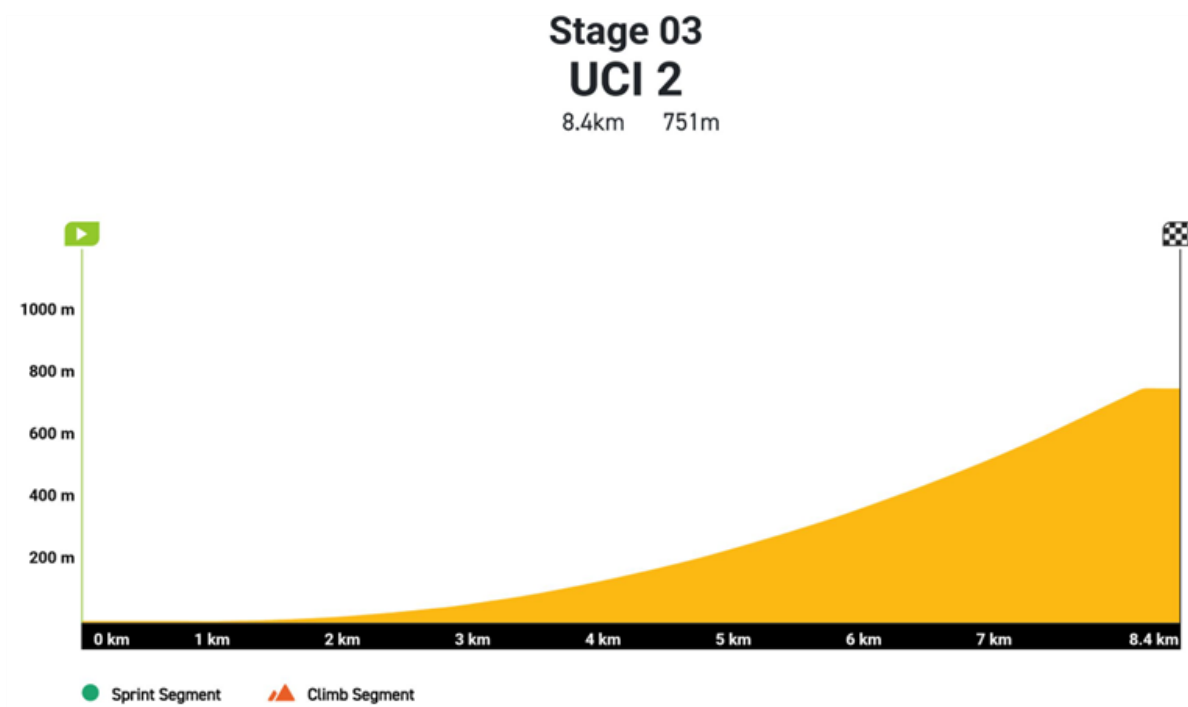 Stage 03
UCI 2
8.4km 751m
1000 m
800 m
600 m
400 m
200 m
0 km 1 km 2 km 3 km 4 km 5 km 6 km 7 km 8.4 km
Sprint Segment Climb Segment